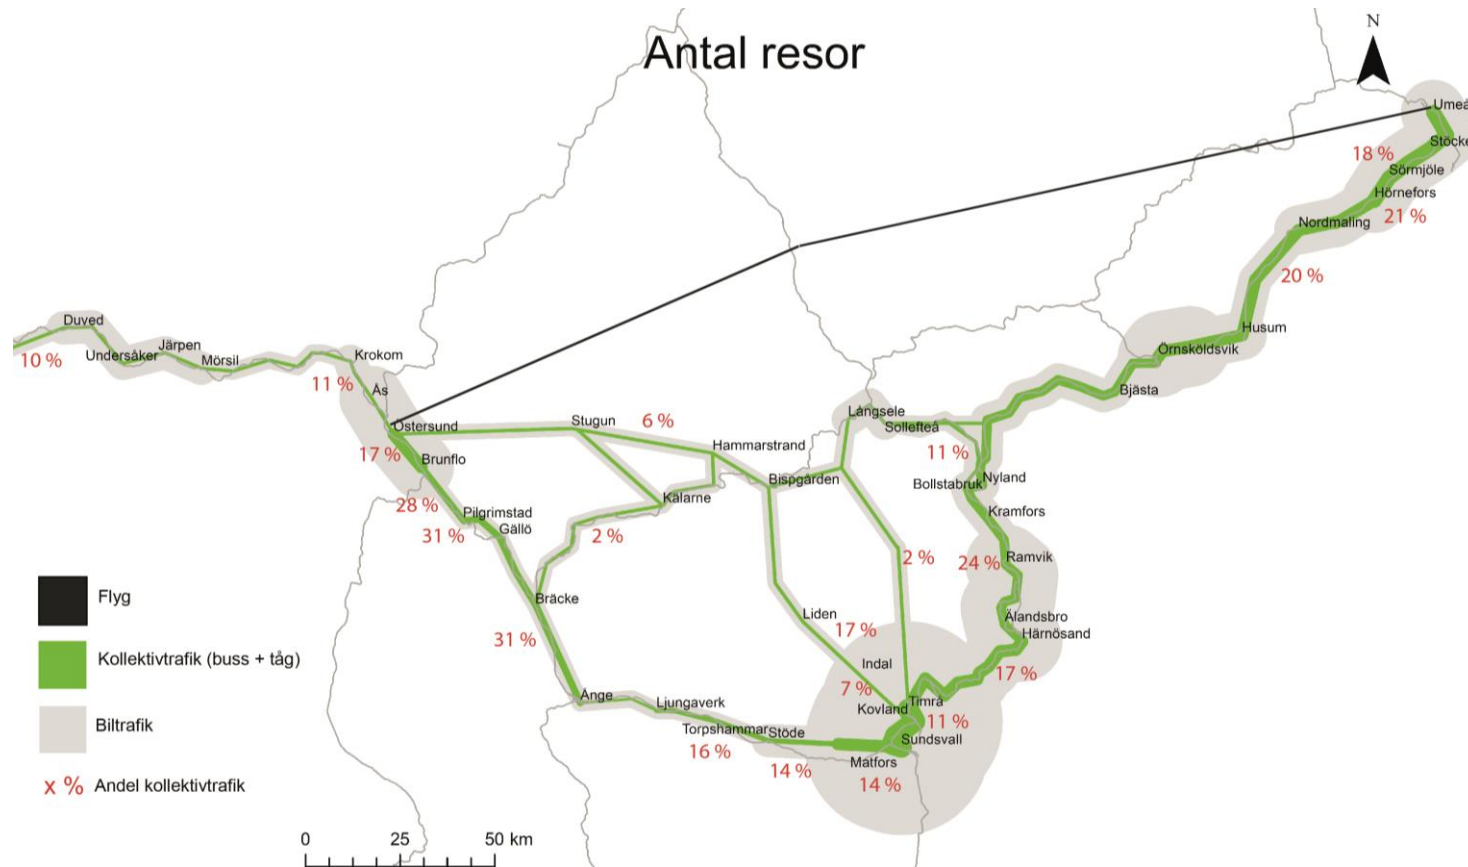 Antal resor
N
Umeå
Stöcke
18 %
Sörmjöle
Hörnefors
21 %
Nordmaling
20 %
Husum
Örnsköldsvik
Bjästa
Duved
10 %
Undersåker
Järpen
Mörsil
Krokom
11 %
Ås
Östersund
17 %
Brunflo
28 %
Pilgrimstad
31 %
Gällö
Stugun
6 %
Hammarstrand
Långsele
Sollefteå
11 %
Bispgården
Kälarne
2 %
Bollstabruk
Nyland
Kramfors
24 %
Ramvik
2 %
Bräcke
31 %
Liden
17 %
Älandsbro
Härnösand
17 %
Indal
7 %
Kovland
Timrå
11 %
Ånge
Ljungaverk
Torpshammar
Stöde
16 %
14 %
Sundsvall
Matfors
14 %
Flyg
Kollektivtrafik (buss + tåg)
Biltrafik
x % Andel kollektivtrafik
0 25 50 km